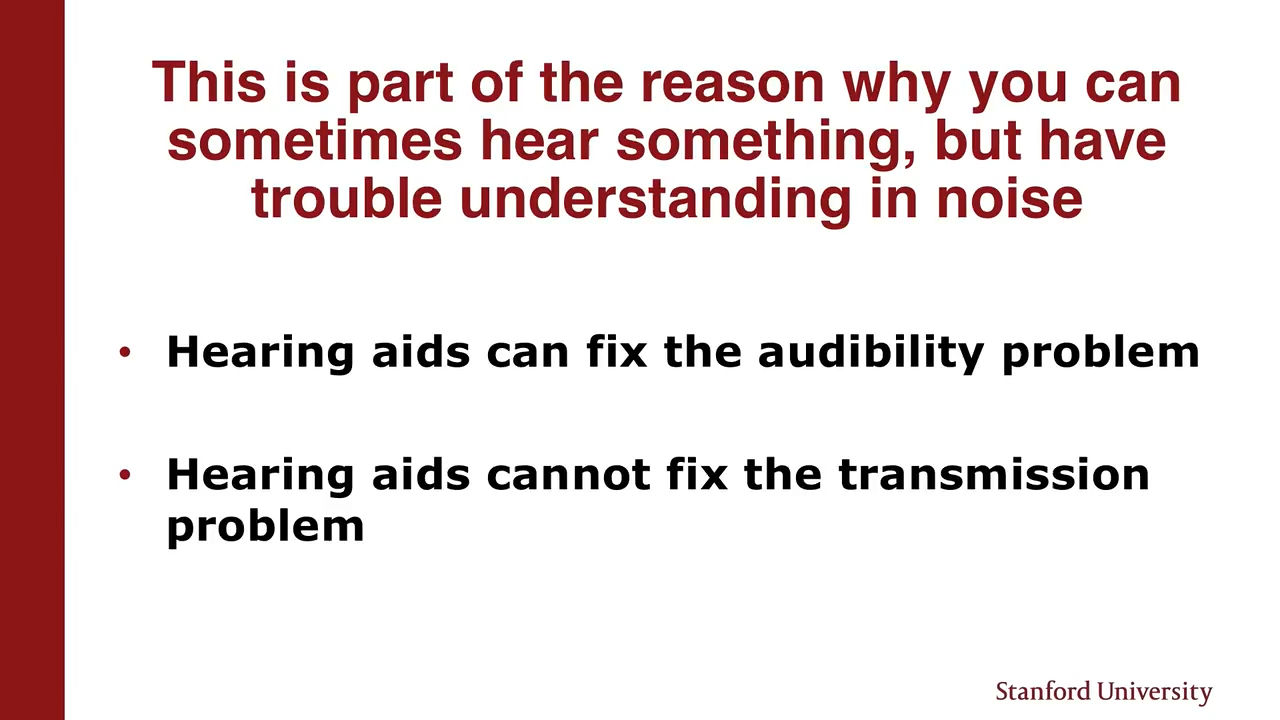 This is part of the reason why you can
sometimes hear something, but have
trouble understanding in noise
• Hearing aids can fix the audibility problem
• Hearing aids cannot fix the transmission
problem
Stanford University